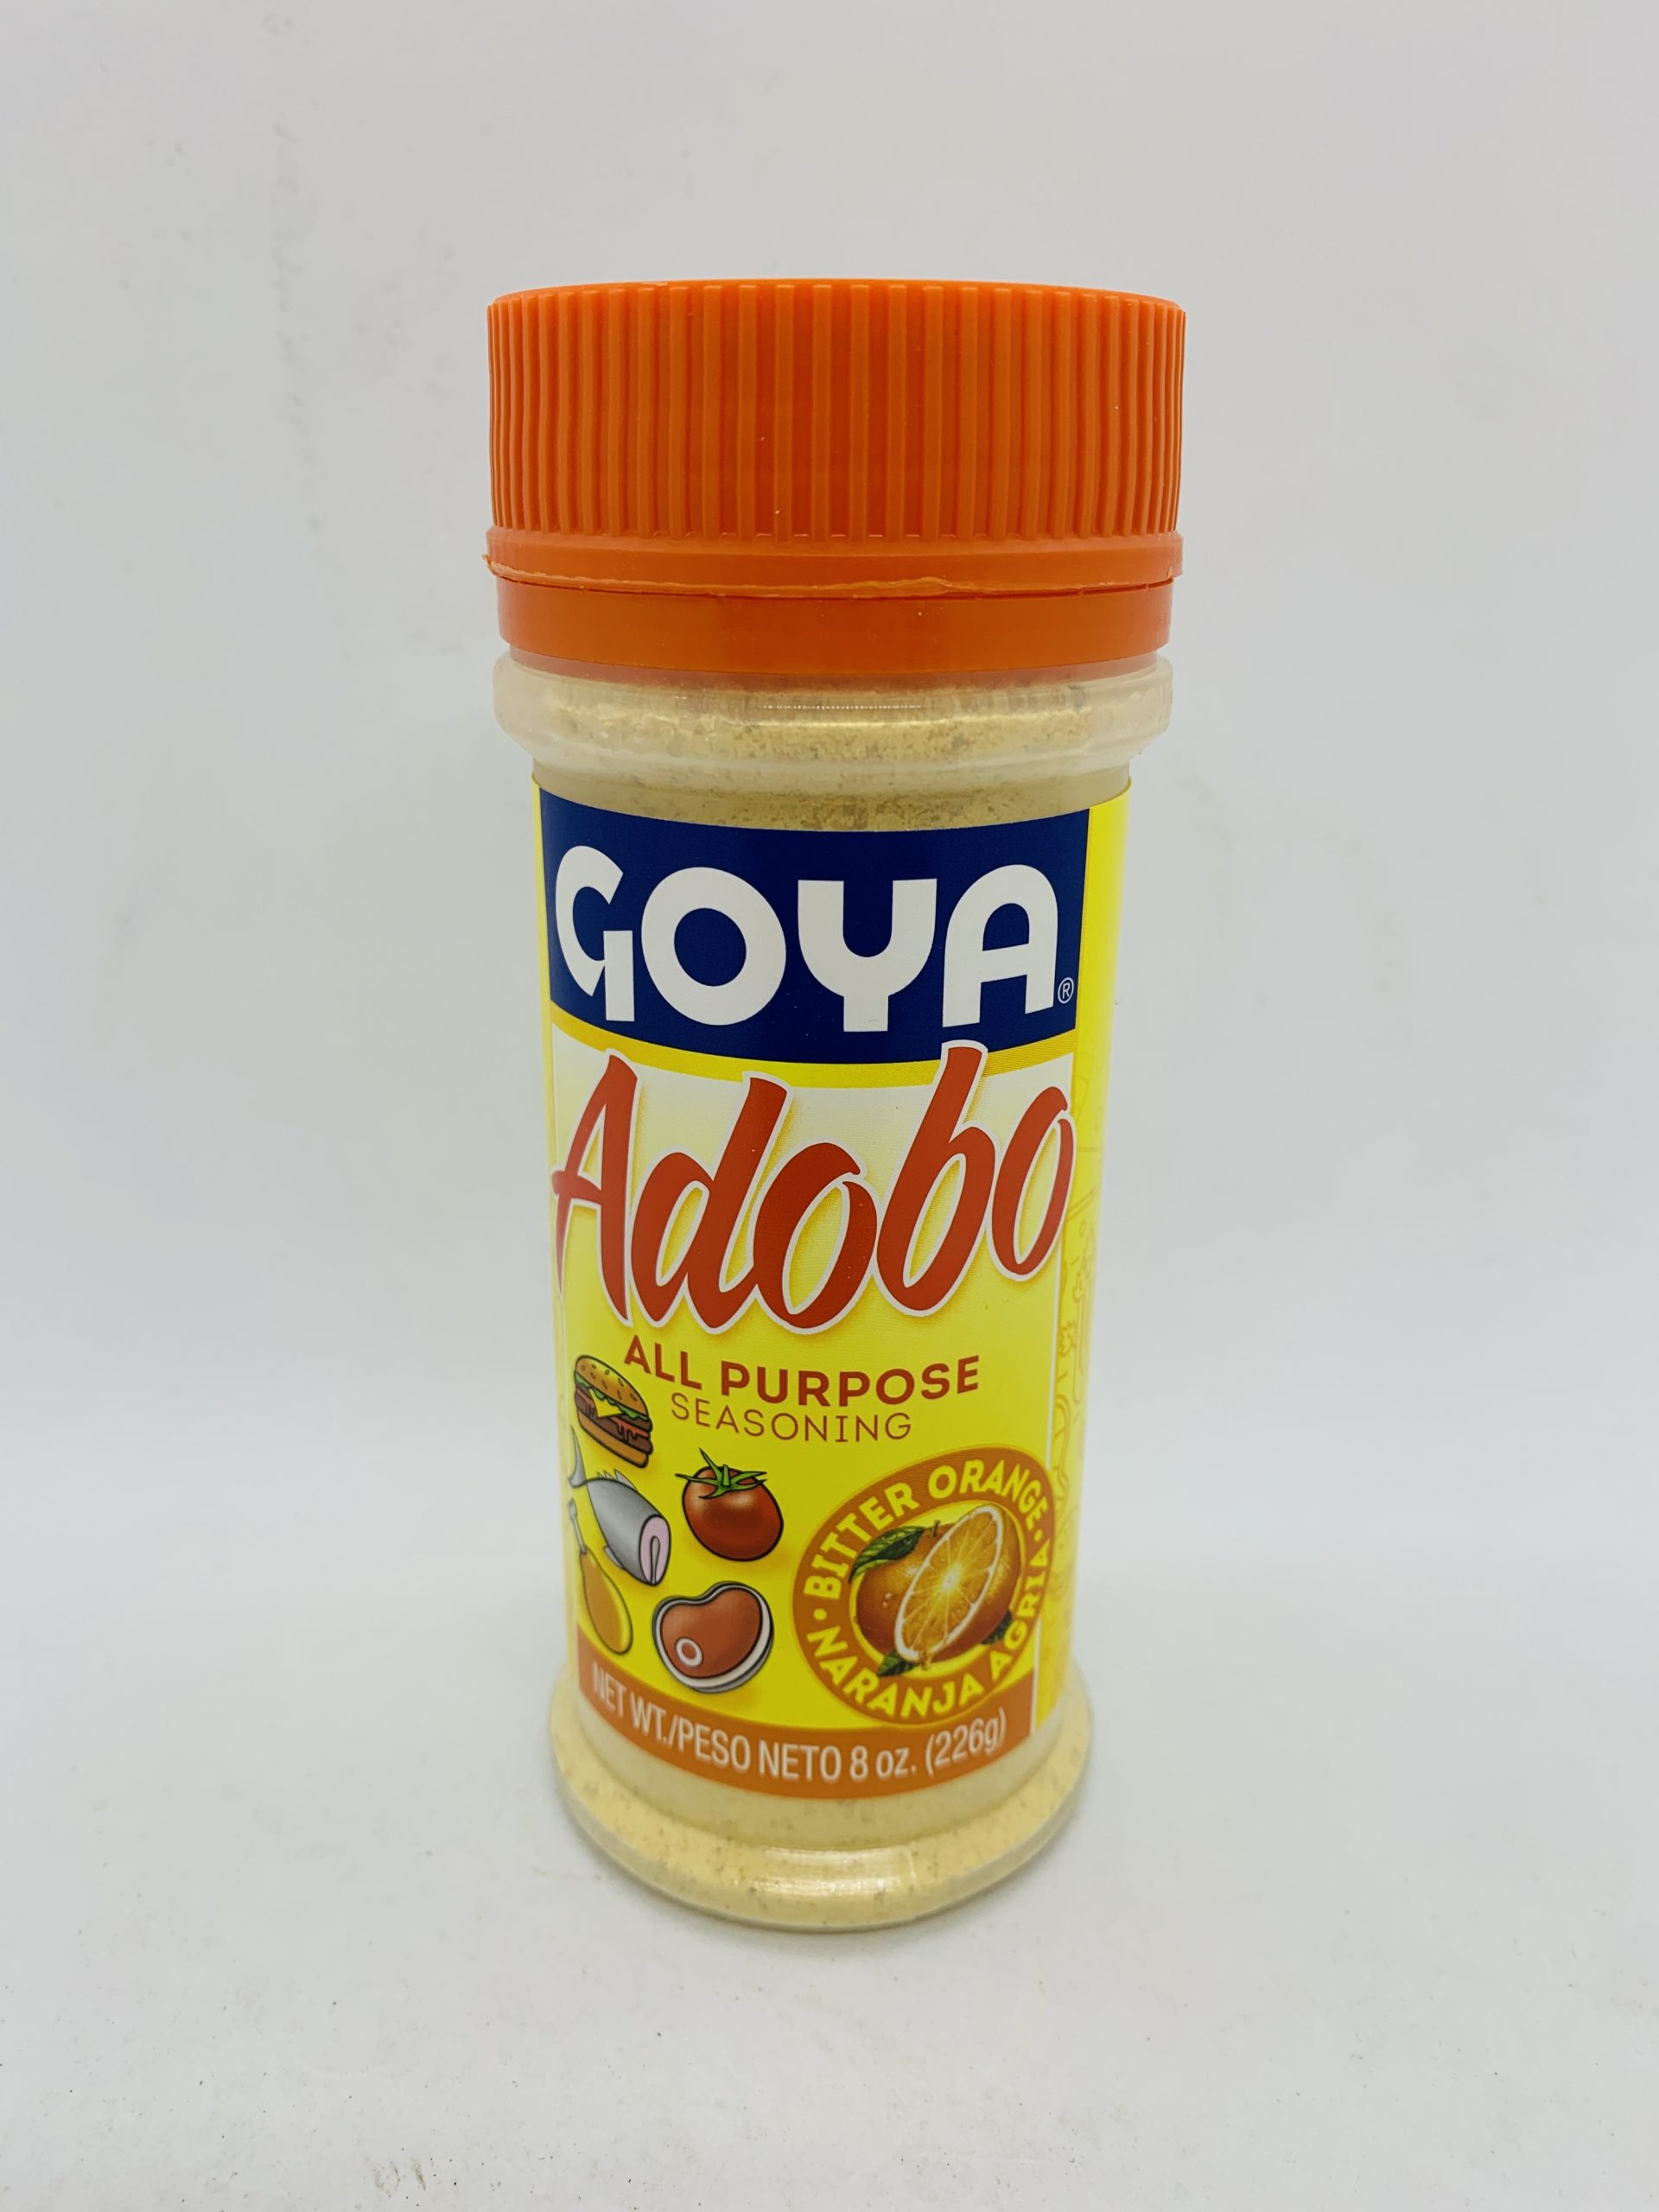 GOYA®
Adobo
ALL PURPOSE
SEASONING
• BITTER ORANGE •
NARANJA AGRIA
NET WT./PESO NETO 8 oz. (226g)